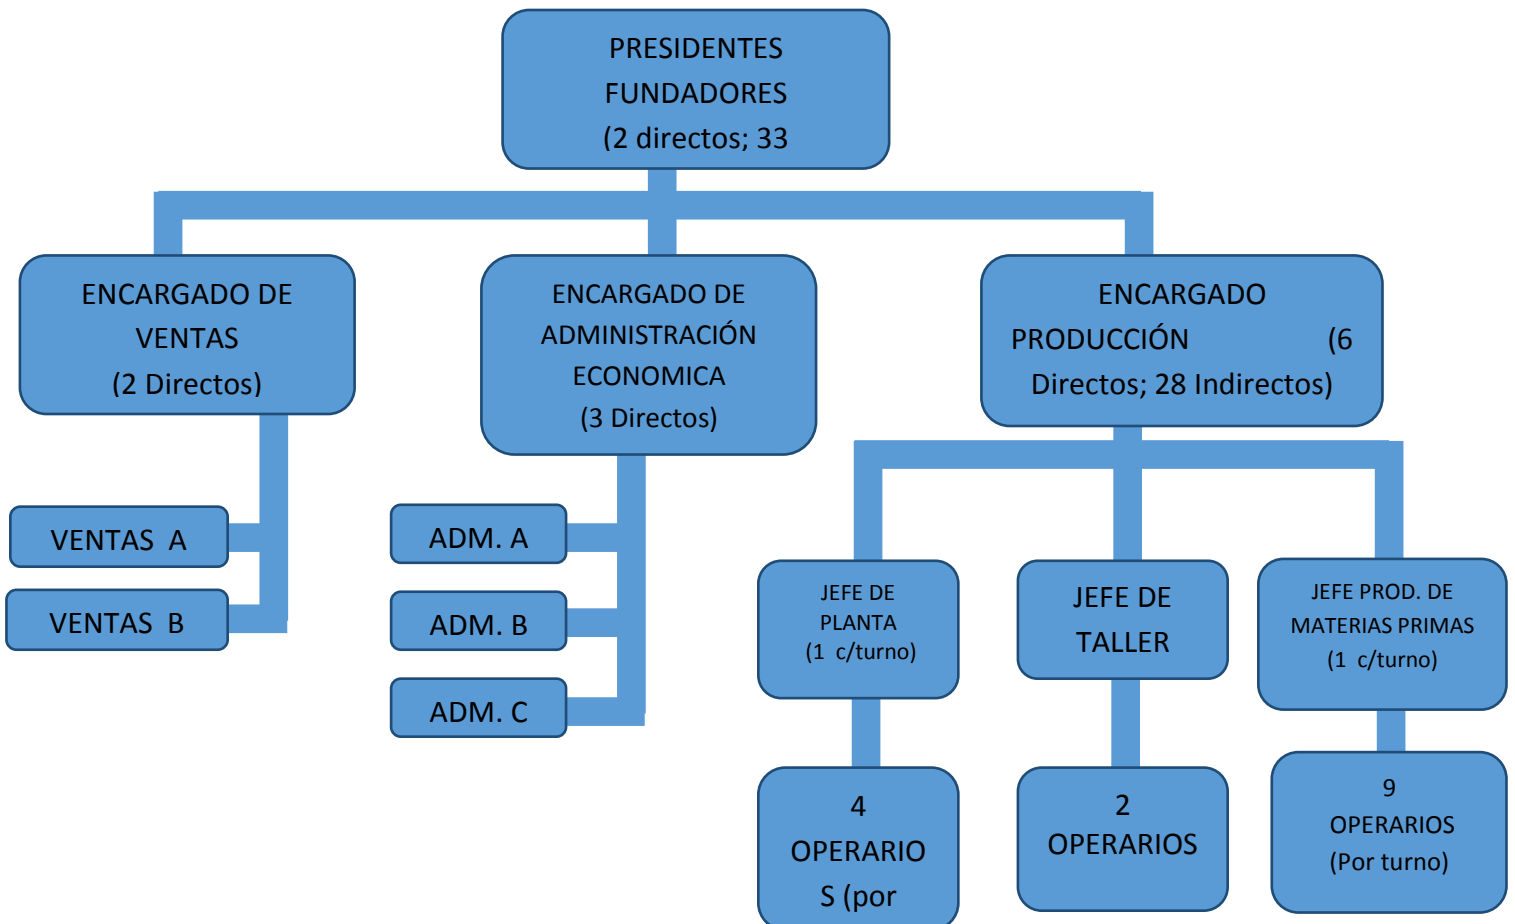 PRESIDENTES
FUNDADORES
(2 directos; 33
ENCARGADO DE
VENTAS
(2 Directos)
ENCARGADO DE
ADMINISTRACIÓN
ECONOMICA
(3 Directos)
ENCARGADO
PRODUCCIÓN (6
Directos; 28 Indirectos)
VENTAS A
VENTAS B
ADM. A
ADM. B
ADM. C
JEFE DE
PLANTA
(1 c/turno)
JEFE DE
TALLER
JEFE PROD. DE
MATERIAS PRIMAS
(1 c/turno)
4
OPERARIO
S (por
2
OPERARIOS
9
OPERARIOS
(Por turno)